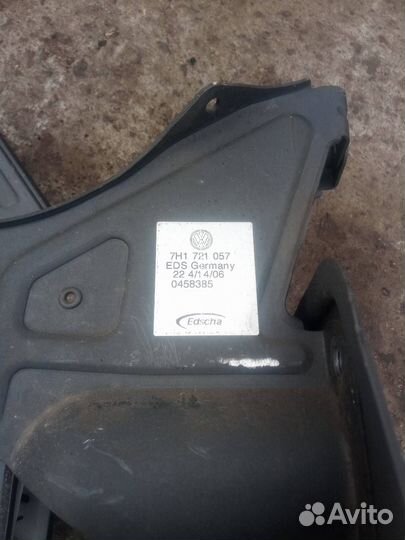 7H1 721 057
EDS Germany
22 4/14/06
0458385
Edscha
Avito